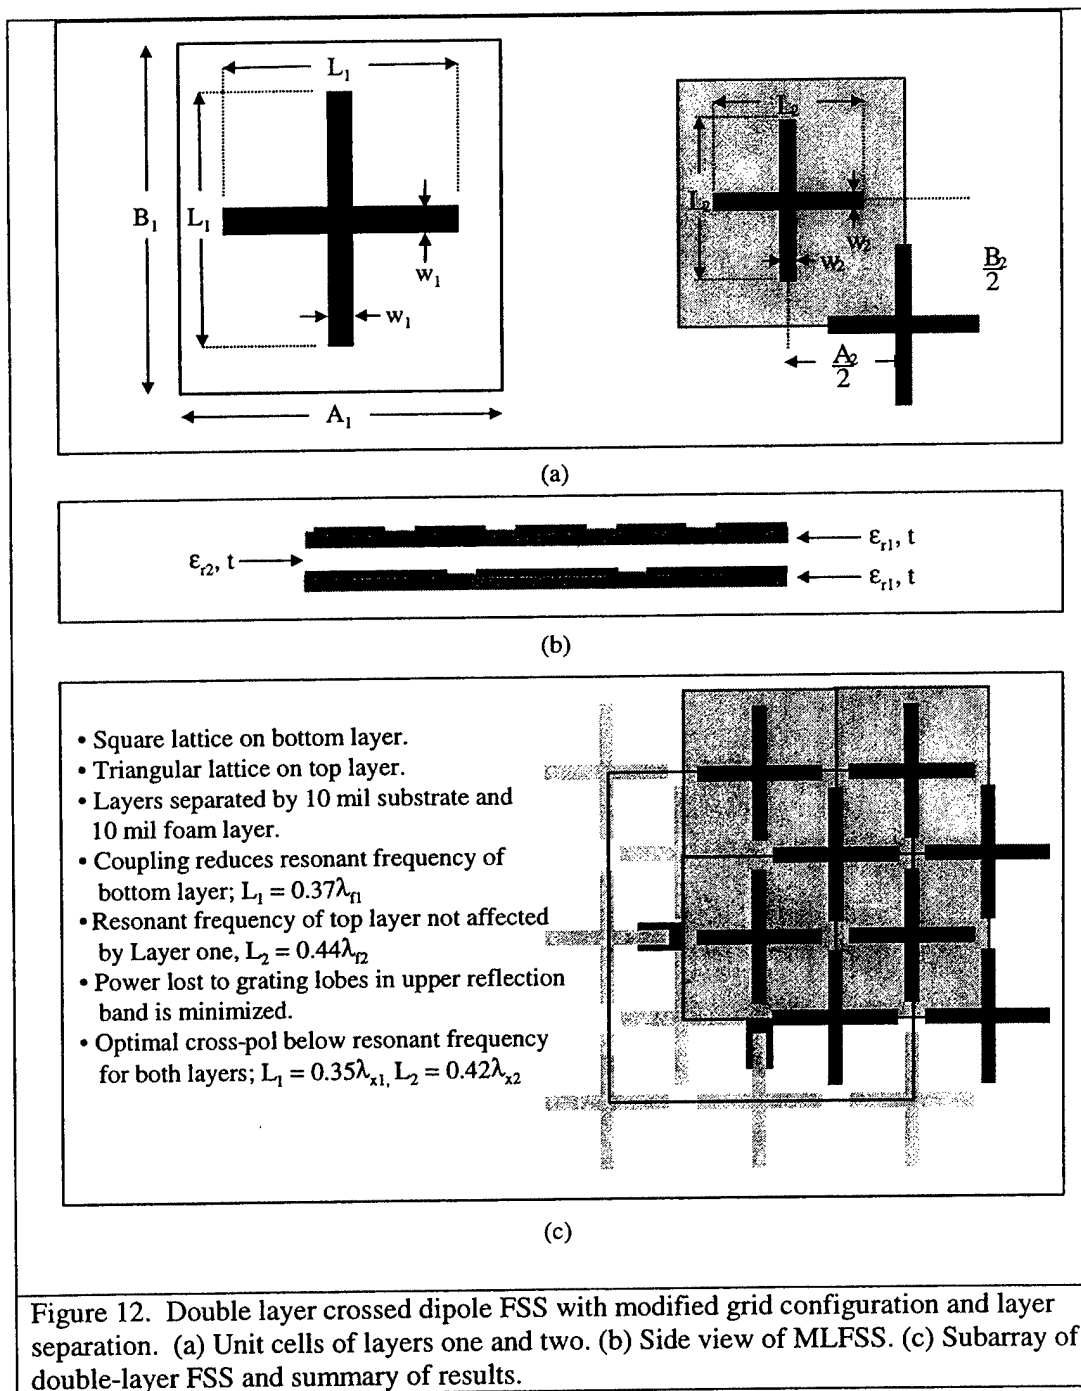 L₁
B₁
L₁
w₁
w₁
A₁
L₂
L₂
w₂
w₂
B₂
2
A₂
2
(a)
εr2, t
εr1, t
εr1, t
(b)
• Square lattice on bottom layer.
• Triangular lattice on top layer.
• Layers separated by 10 mil substrate and
10 mil foam layer.
• Coupling reduces resonant frequency of
bottom layer; L₁ = 0.37λf1
• Resonant frequency of top layer not affected
by Layer one, L₂ = 0.44λf2
• Power lost to grating lobes in upper reflection
band is minimized.
• Optimal cross-pol below resonant frequency
for both layers; L₁ = 0.35λx1, L₂ = 0.42λx2
(c)
Figure 12. Double layer crossed dipole FSS with modified grid configuration and layer
separation. (a) Unit cells of layers one and two. (b) Side view of MLFSS. (c) Subarray of
double-layer FSS and summary of results.